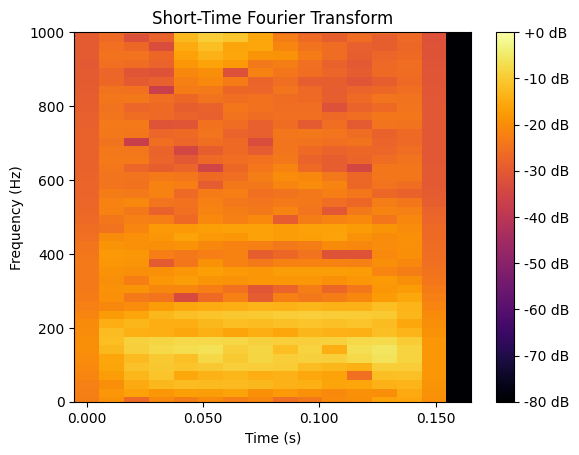 Short-Time Fourier Transform
1000
800
600
400
200
0
Frequency (Hz)
0.000
0.050
0.100
0.150
Time (s)
+0 dB
-10 dB
-20 dB
-30 dB
-40 dB
-50 dB
-60 dB
-70 dB
-80 dB